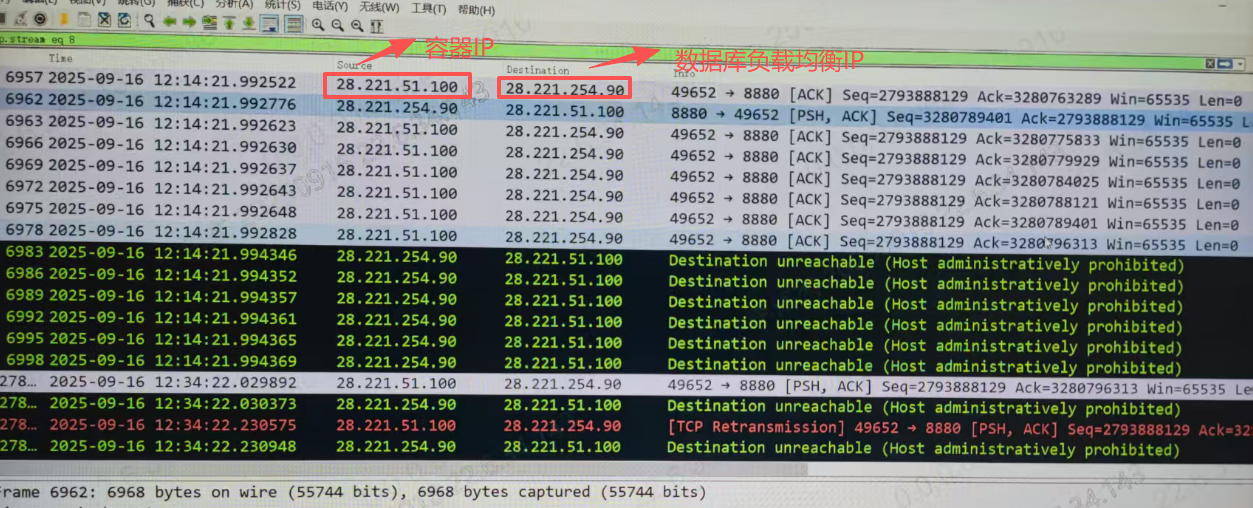 跳转(G) 捕获(C) 分析(A) 统计(S) 电话(Y) 无线(W) 工具(T) 帮助(H)
p.stream eq 8
容器IP
数据库负载均衡IP
Time Source Destination Info
6957 2025-09-16 12:14:21.992522 28.221.51.100 28.221.254.90 49652 → 8880 [ACK] Seq=2793888129 Ack=3280763289 Win=65535 Len=0
6962 2025-09-16 12:14:21.992776 28.221.254.90 28.221.51.100 8880 → 49652 [PSH, ACK] Seq=3280789401 Ack=2793888129 Win=65535 L
6963 2025-09-16 12:14:21.992623 28.221.51.100 28.221.254.90 49652 → 8880 [ACK] Seq=2793888129 Ack=3280775833 Win=65535 Len=0
6966 2025-09-16 12:14:21.992630 28.221.51.100 28.221.254.90 49652 → 8880 [ACK] Seq=2793888129 Ack=3280779929 Win=65535 Len=0
6969 2025-09-16 12:14:21.992637 28.221.51.100 28.221.254.90 49652 → 8880 [ACK] Seq=2793888129 Ack=3280784025 Win=65535 Len=0
6972 2025-09-16 12:14:21.992643 28.221.51.100 28.221.254.90 49652 → 8880 [ACK] Seq=2793888129 Ack=3280788121 Win=65535 Len=0
6975 2025-09-16 12:14:21.992648 28.221.51.100 28.221.254.90 49652 → 8880 [ACK] Seq=2793888129 Ack=3280789401 Win=65535 Len=0
6978 2025-09-16 12:14:21.992828 28.221.51.100 28.221.254.90 49652 → 8880 [ACK] Seq=2793888129 Ack=3280796313 Win=65535 Len=0
6983 2025-09-16 12:14:21.994346 28.221.254.90 28.221.51.100 Destination unreachable (Host administratively prohibited)
6986 2025-09-16 12:14:21.994352 28.221.254.90 28.221.51.100 Destination unreachable (Host administratively prohibited)
6989 2025-09-16 12:14:21.994357 28.221.254.90 28.221.51.100 Destination unreachable (Host administratively prohibited)
6992 2025-09-16 12:14:21.994361 28.221.254.90 28.221.51.100 Destination unreachable (Host administratively prohibited)
6995 2025-09-16 12:14:21.994365 28.221.254.90 28.221.51.100 Destination unreachable (Host administratively prohibited)
6998 2025-09-16 12:14:21.994369 28.221.254.90 28.221.51.100 Destination unreachable (Host administratively prohibited)
278… 2025-09-16 12:34:22.029892 28.221.51.100 28.221.254.90 49652 → 8880 [PSH, ACK] Seq=2793888129 Ack=3280796313 Win=65535 Le
278… 2025-09-16 12:34:22.030373 28.221.254.90 28.221.51.100 Destination unreachable (Host administratively prohibited)
278… 2025-09-16 12:34:22.230575 28.221.51.100 28.221.254.90 [TCP Retransmission] 49652 → 8880 [PSH, ACK] Seq=2793888129 Ack=32
278… 2025-09-16 12:34:22.230948 28.221.254.90 28.221.51.100 Destination unreachable (Host administratively prohibited)
Frame 6962: 6968 bytes on wire (55744 bits), 6968 bytes captured (55744 bits)